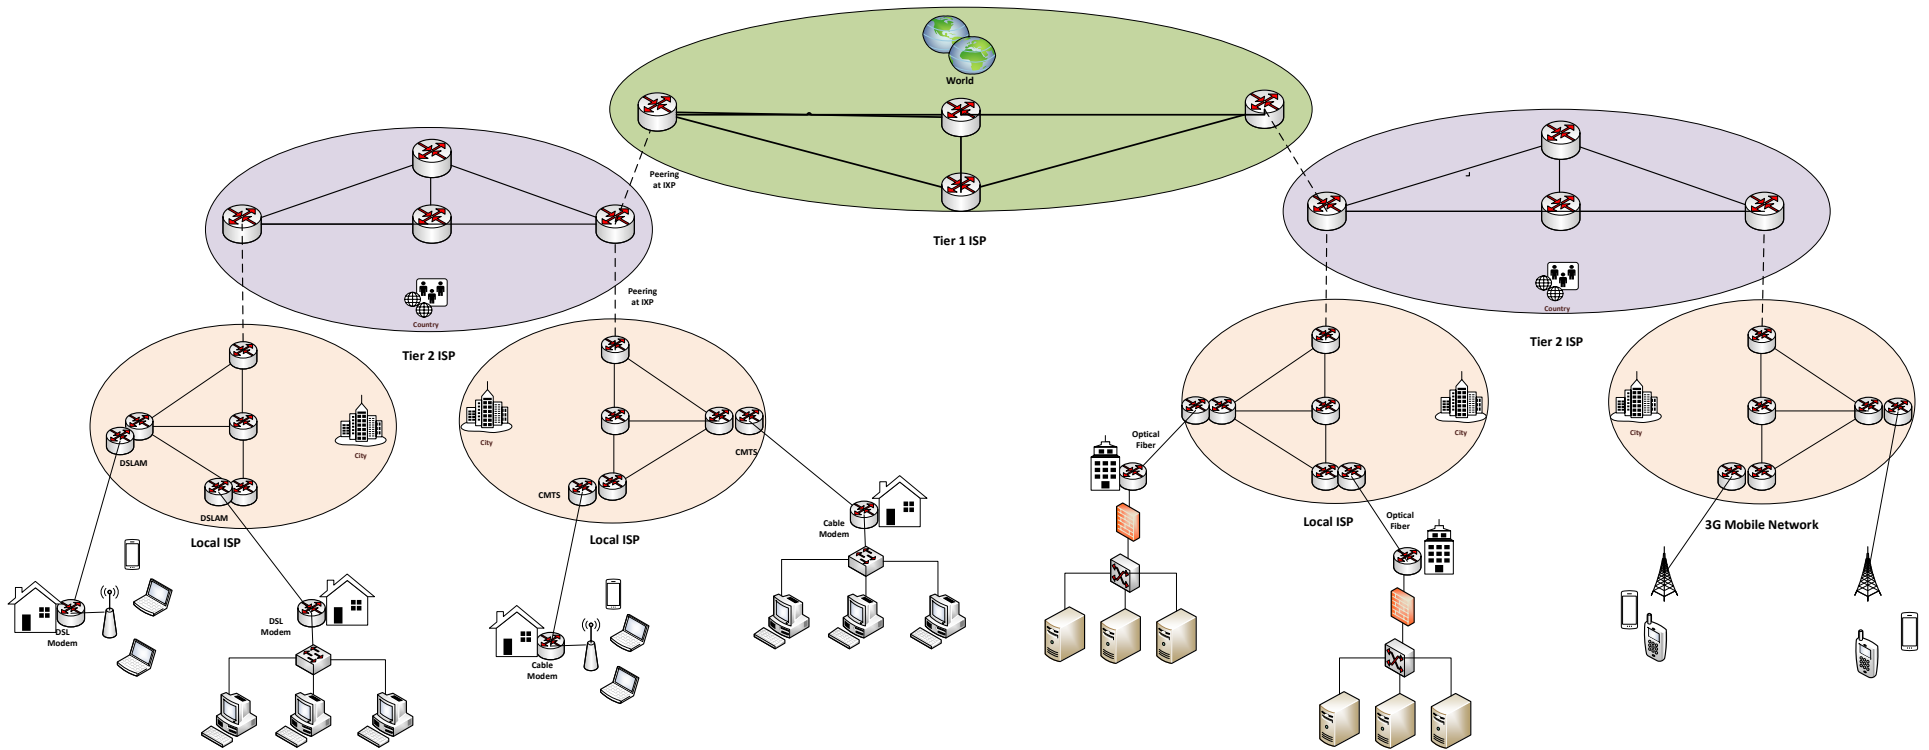 World
Peering
at IXP
Tier 1 ISP
Peering
at IXP
Country
Country
Tier 2 ISP
Tier 2 ISP
City
City
City
City
DSLAM
CMTS
Optical
Fiber
CMTS
DSLAM
Local ISP
Local ISP
Cable
Modem
Local ISP
Optical
Fiber
3G Mobile Network
DSL
Modem
DSL
Modem
Cable
Modem